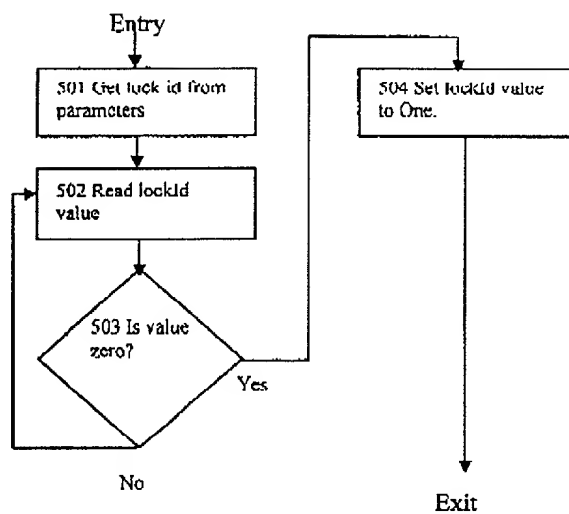 Entry
501 Get lock id from
parameters
502 Read lockId
value
503 Is value
zero?
Yes
No
504 Set lockId value
to One.
Exit